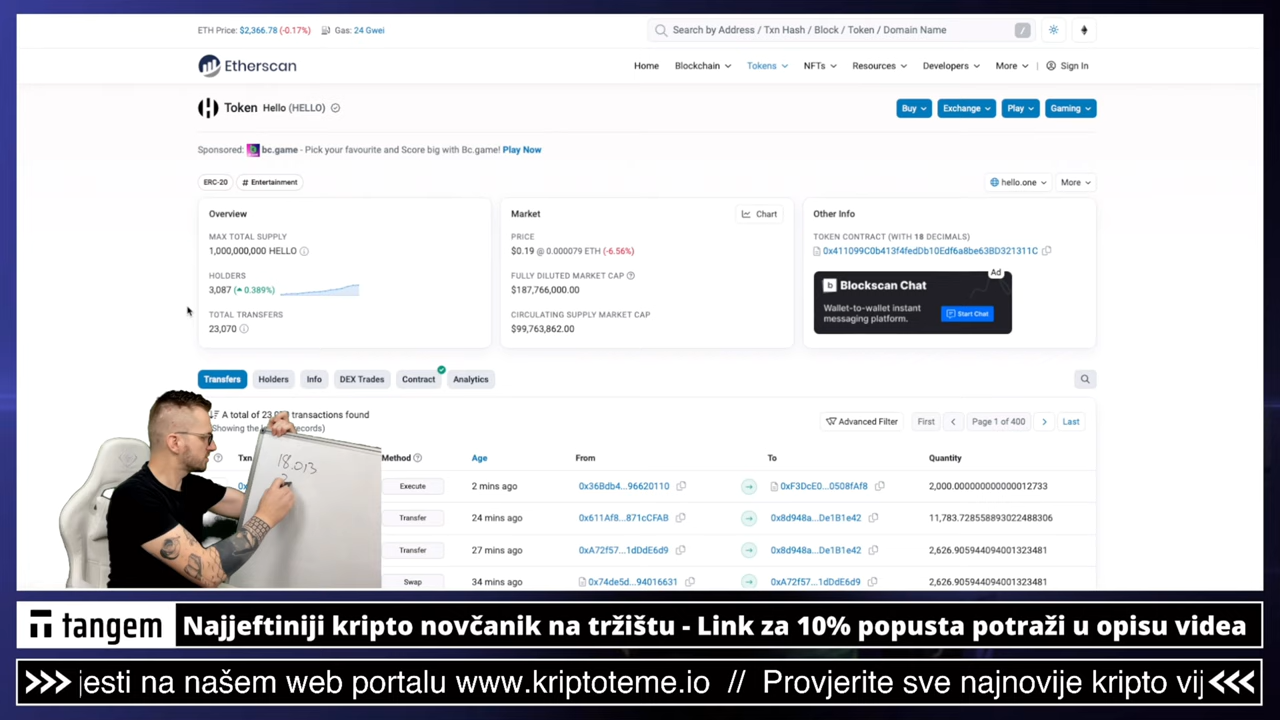 ETH Price: $2,366.78 (-0.17%) Gas: 24 Gwei
Search by Address / Txn Hash / Block / Token / Domain Name /
Etherscan
Home Blockchain Tokens NFTs Resources Developers More Sign In
Token Hello (HELLO)
Buy Exchange Play Gaming
Sponsored: bc.game - Pick your favourite and Score big with Bc.game! Play Now
ERC-20 # Entertainment
hello.one More
Overview
MAX TOTAL SUPPLY
1,000,000,000 HELLO
HOLDERS
3,087 (0.389%)
TOTAL TRANSFERS
23,070
Market
Chart
PRICE
$0.19 @ 0.000079 ETH (-6.56%)
FULLY DILUTED MARKET CAP
$187,766,000.00
CIRCULATING SUPPLY MARKET CAP
$99,763,862.00
Other Info
TOKEN CONTRACT (WITH 18 DECIMALS)
0x411099C0b413f4fedDb10Edf6a8be63BD321311C
Ad
Blockscan Chat
Wallet-to-wallet instant
messaging platform.
Start Chat
Transfers Holders Info DEX Trades Contract Analytics
A total of transactions found
(Showing the records)
Advanced Filter First Page 1 of 400 Last
Method Age From To Quantity
Execute 2 mins ago 0x36Bdb4...96620110 0xF3DcE0...0508fAf8 2,000.000000000000012733
Transfer 24 mins ago 0x611Af8...871cCFAB 0x8d948a...De1B1e42 11,783.728558893022488306
Transfer 27 mins ago 0xA72f57...1dDdE6d9 0x8d948a...De1B1e42 2,626.905944094001323481
Swap 34 mins ago 0x74de5d...94016631 0xA72f57...1dDdE6d9 2,626.905944094001323481
18.013
tangem Najjeftiniji kripto novčanik na tržištu - Link za 10% popusta potraži u opisu videa
>>> jesti na našem web portalu www.kriptoteme.io // Provjerite sve najnovije kripto vij <<<